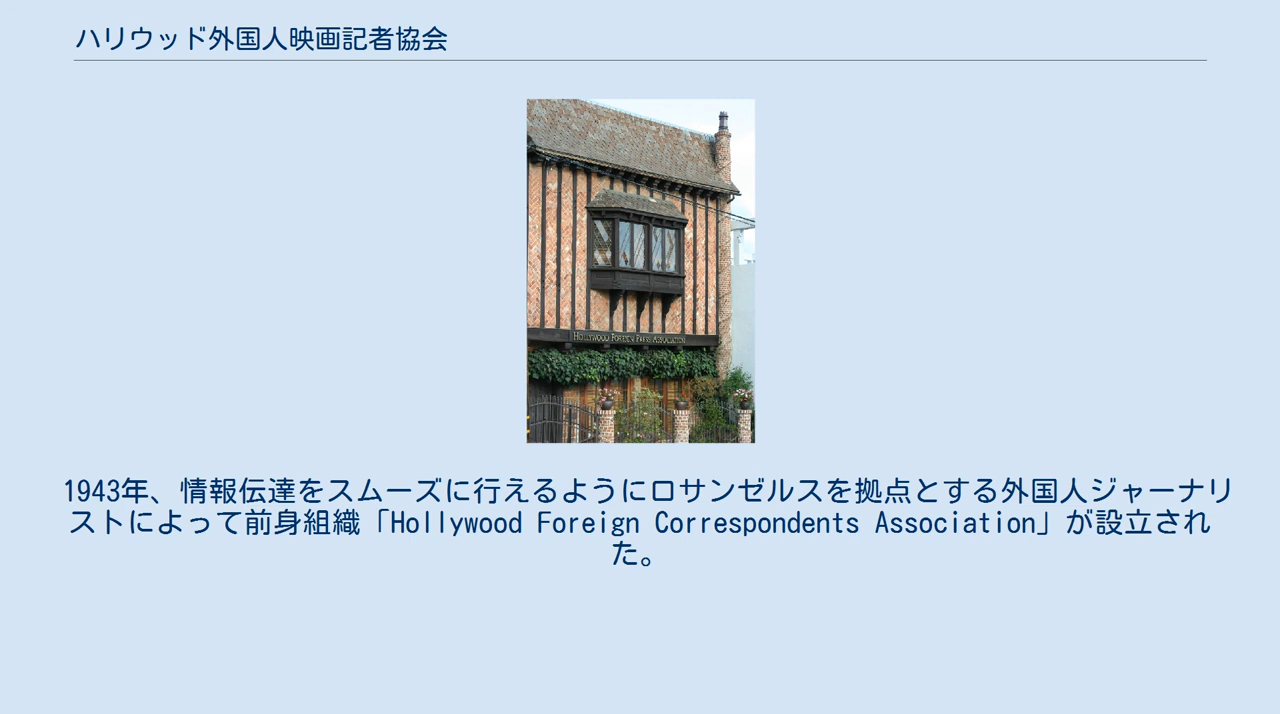 ハリウッド外国人映画記者協会
HOLLYWOOD FOREIGN PRESS ASSOCIATION
1943年、情報伝達をスムーズに行えるようにロサンゼルスを拠点とする外国人ジャーナリ
ストによって前身組織「Hollywood Foreign Correspondents Association」が設立され
た。